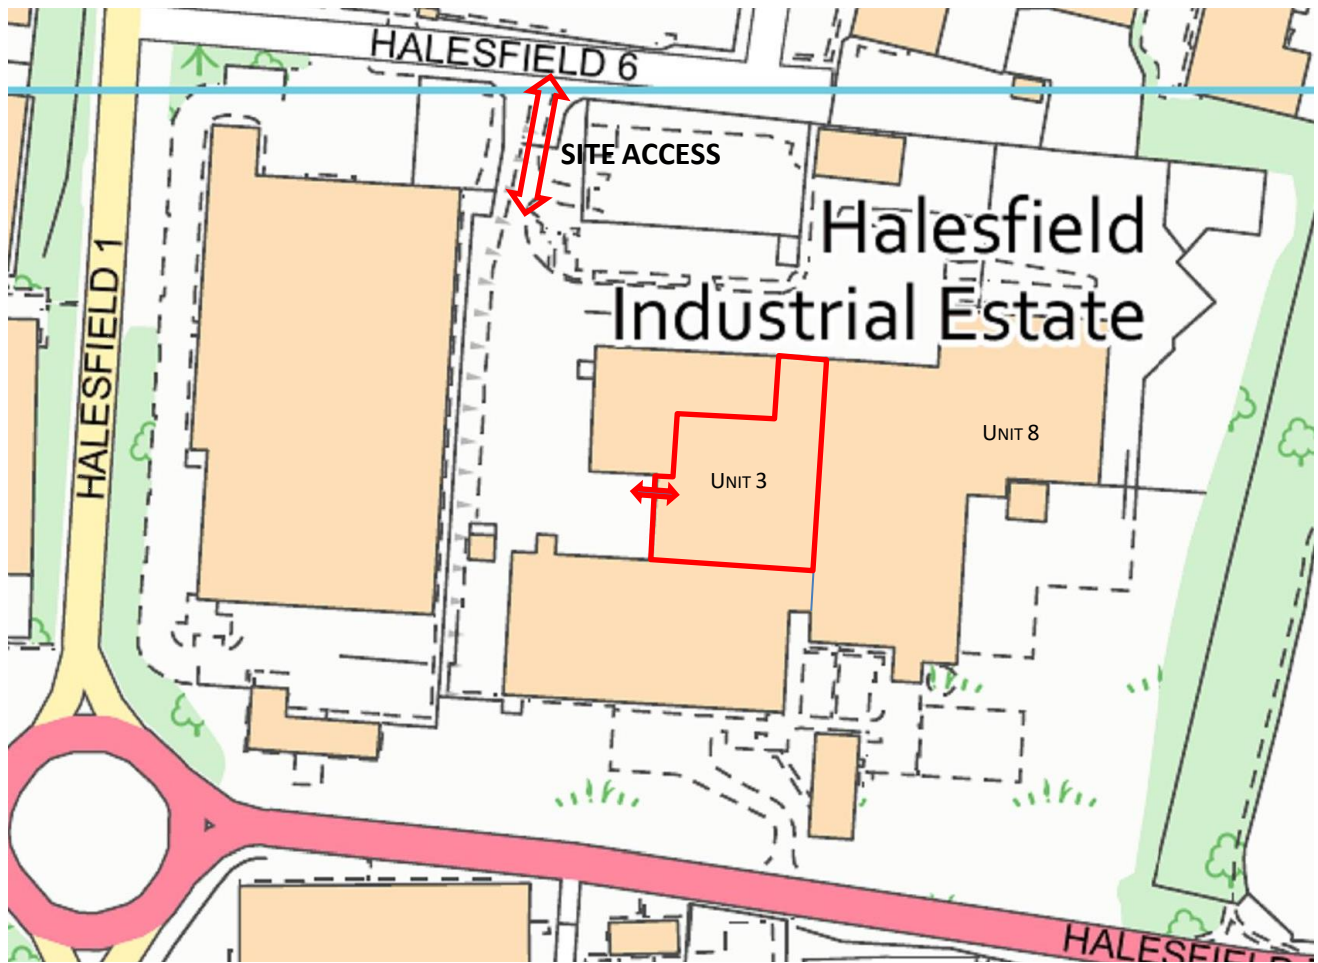 HALESFIELD 6
SITE ACCESS
Halesfield
Industrial Estate
HALESFIELD 1
UNIT 8
UNIT 3